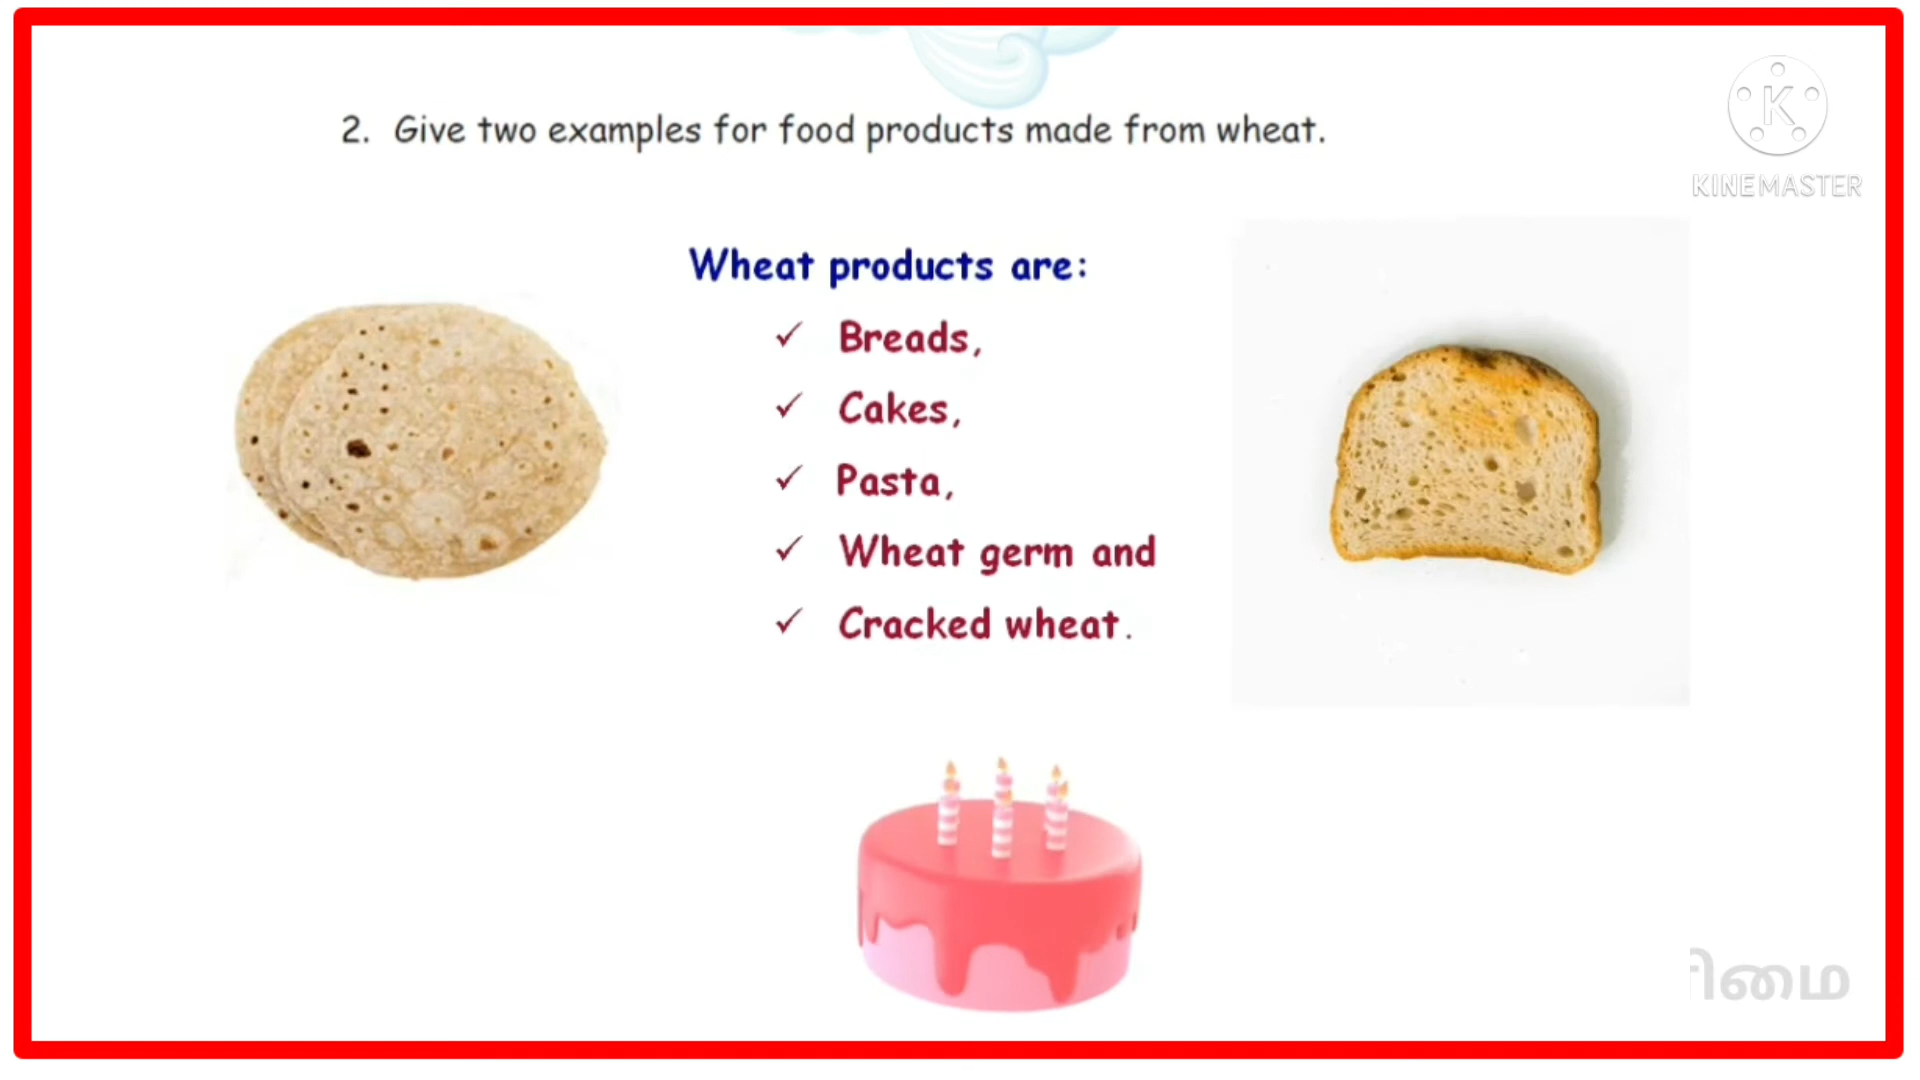 2. Give two examples for food products made from wheat.
KINEMASTER
Wheat products are:
✓ Breads,
✓ Cakes,
✓ Pasta,
✓ Wheat germ and
✓ Cracked wheat.